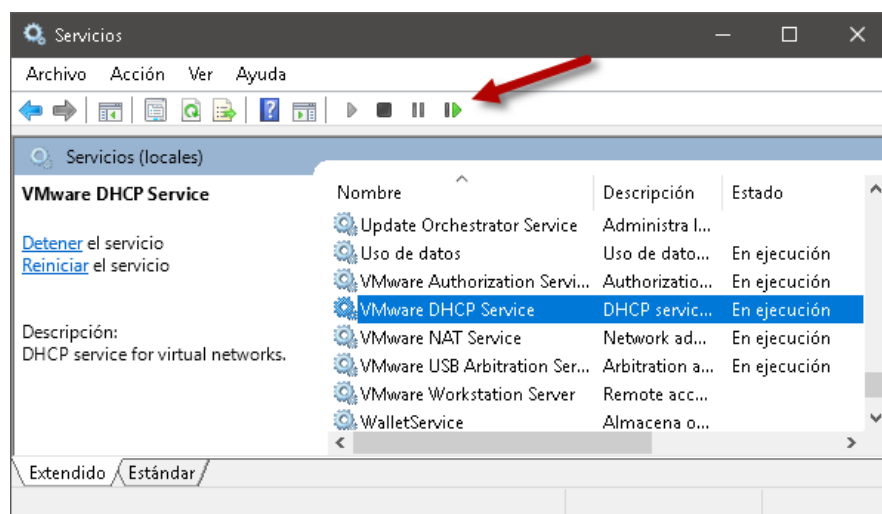 Servicios
Archivo Acción Ver Ayuda
Servicios (locales)
VMware DHCP Service
Detener el servicio
Reiniciar el servicio
Descripción:
DHCP service for virtual networks.
Nombre Descripción Estado
Update Orchestrator Service Administra l...
Uso de datos Uso de dato... En ejecución
VMware Authorization Servi... Authorizatio... En ejecución
VMware DHCP Service DHCP servic... En ejecución
VMware NAT Service Network ad... En ejecución
VMware USB Arbitration Ser... Arbitration a... En ejecución
VMware Workstation Server Remote acc...
WalletService Almacena o...
Extendido Estándar